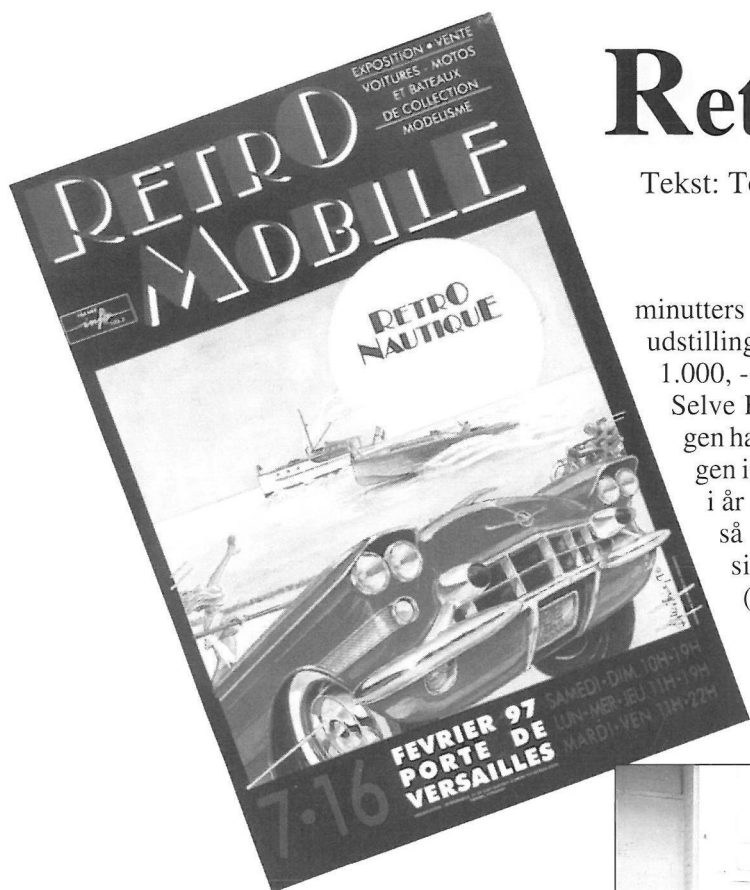 EXPOSITION • VENTE
VOITURES - MOTOS
ET BATEAUX
DE COLLECTION
MODELISME
RETRO
MOBILE
info
RETRO
NAUTIQUE
7•16
FEVRIER 97
PORTE DE
VERSAILLES
SAMEDI•DIM. 10H•19H
LUN•MER•JEU 11H•19H
MARDI•VEN 11H•22H
Ret
Tekst: T
minutters
udstilling
1.000, -
Selve
gen ha
gen i
i år
så
si
(